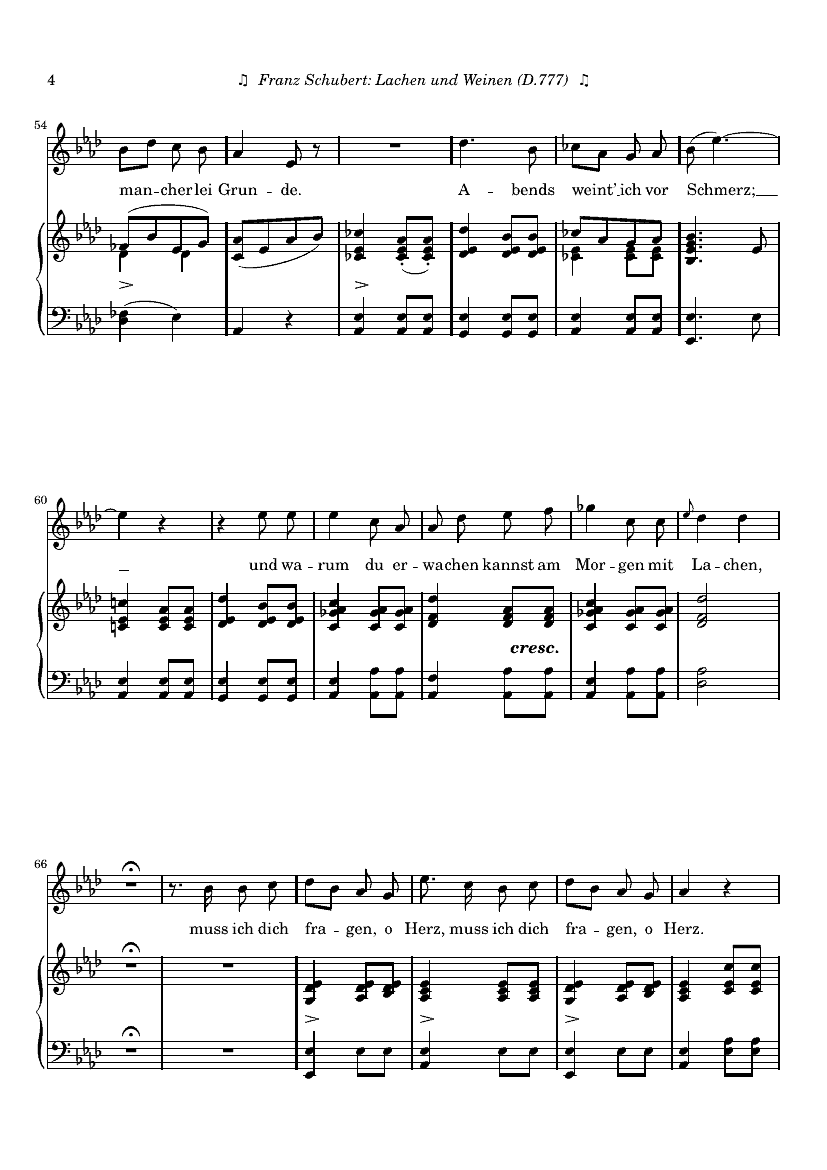 4 ♫ Franz Schubert: Lachen und Weinen (D.777) ♫
54
man - cher lei Grun - de. A - bends weint’ ich vor Schmerz;
60
und wa - rum du er - wachen kannst am Mor - gen mit La - chen,
cresc.
66
muss ich dich fra - gen, o Herz, muss ich dich fra - gen, o Herz.